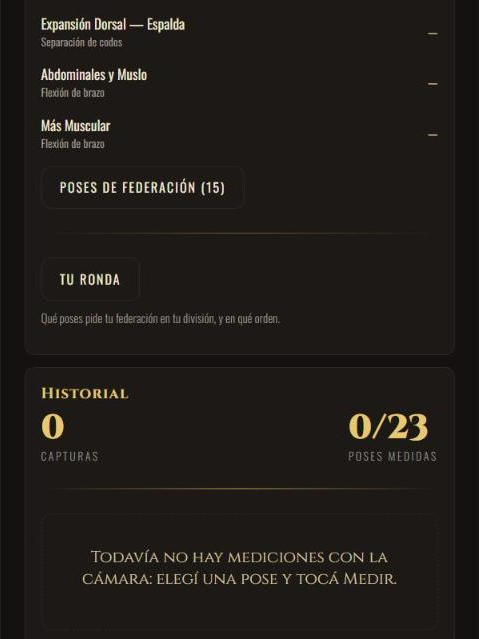 Expansión Dorsal — Espalda
Separación de codos
—
Abdominales y Muslo
Flexión de brazo
—
Más Muscular
Flexión de brazo
—
POSES DE FEDERACIÓN (15)
TU RONDA
Qué poses pide tu federación en tu división, y en qué orden.
Historial
0
CAPTURAS
0/23
POSES MEDIDAS
Todavía no hay mediciones con la
cámara: elegí una pose y tocá Medir.